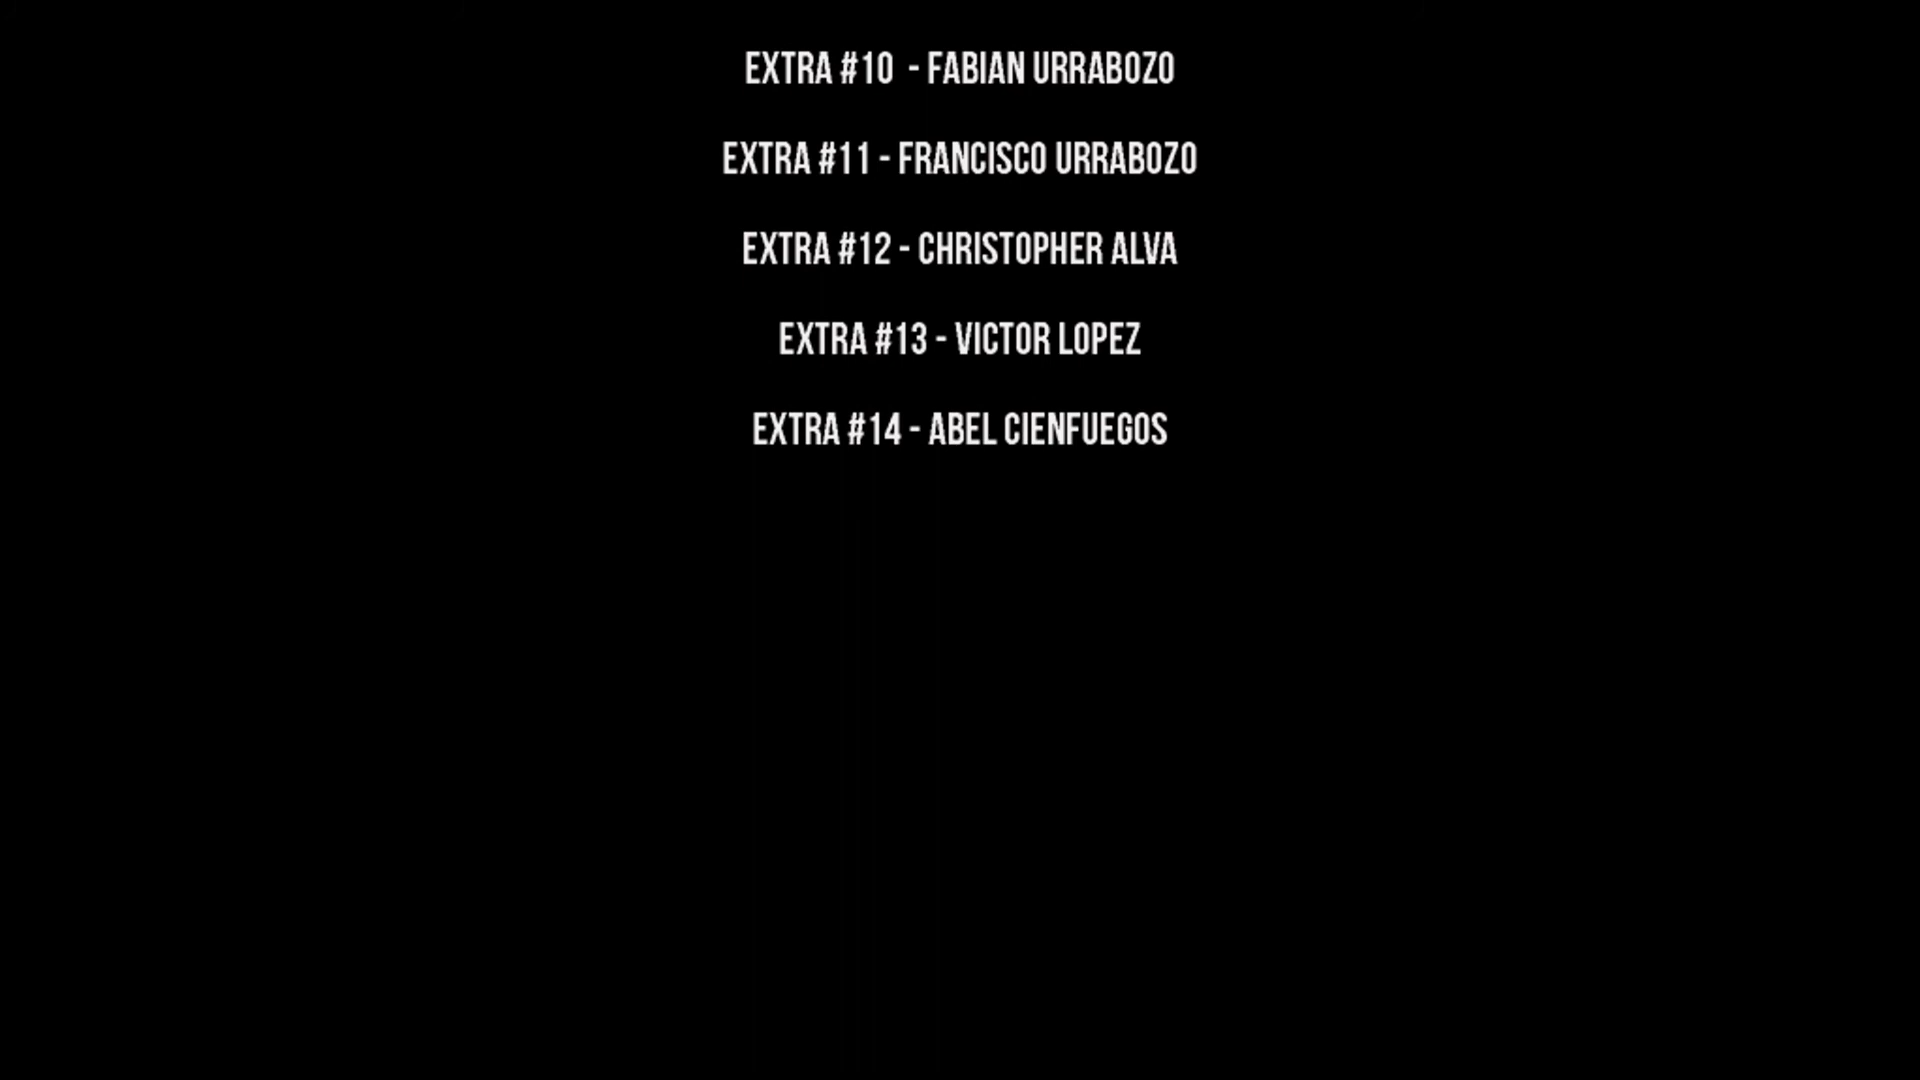 EXTRA #10  - FABIAN URRABOZO
EXTRA #11 - FRANCISCO URRABOZO
EXTRA #12 - CHRISTOPHER ALVA
EXTRA #13 - VICTOR LOPEZ
EXTRA #14 - ABEL CIENFUEGOS